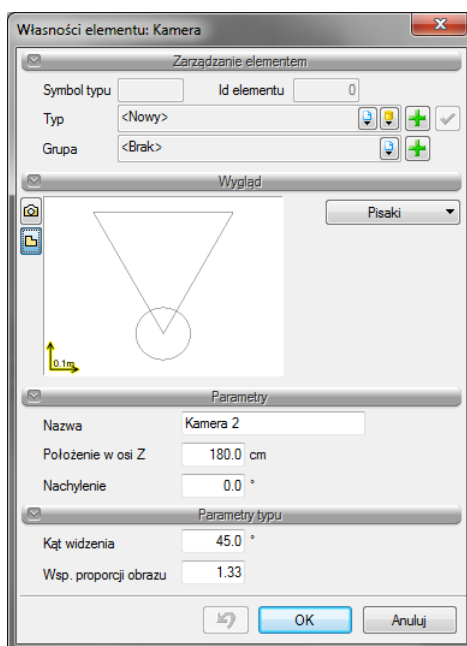 Własności elementu: Kamera
Zarządzanie elementem
Symbol typu
Id elementu 0
Typ <Nowy>
Grupa <Brak>
Wygląd
Pisaki
0.1m
Parametry
Nazwa Kamera 2
Położenie w osi Z 180.0 cm
Nachylenie 0.0 °
Parametry typu
Kąt widzenia 45.0 °
Wsp. proporcji obrazu 1.33
OK Anuluj